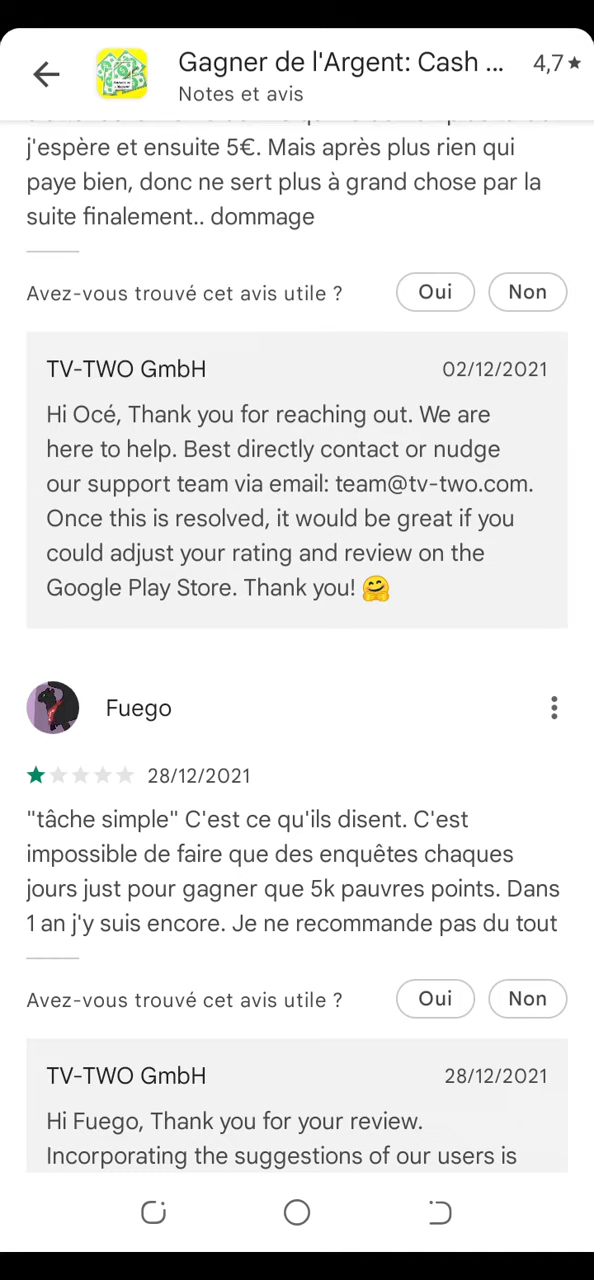 Gagner de l'Argent: Cash ... 4,7★
Notes et avis
j'espère et ensuite 5€. Mais après plus rien qui
paye bien, donc ne sert plus à grand chose par la
suite finalement.. dommage
Avez-vous trouvé cet avis utile ? Oui Non
TV-TWO GmbH 02/12/2021
Hi Océ, Thank you for reaching out. We are
here to help. Best directly contact or nudge
our support team via email: team@tv-two.com.
Once this is resolved, it would be great if you
could adjust your rating and review on the
Google Play Store. Thank you! 🤗
Fuego
28/12/2021
"tâche simple" C'est ce qu'ils disent. C'est
impossible de faire que des enquêtes chaques
jours just pour gagner que 5k pauvres points. Dans
1 an j'y suis encore. Je ne recommande pas du tout
Avez-vous trouvé cet avis utile ? Oui Non
TV-TWO GmbH 28/12/2021
Hi Fuego, Thank you for your review.
Incorporating the suggestions of our users is